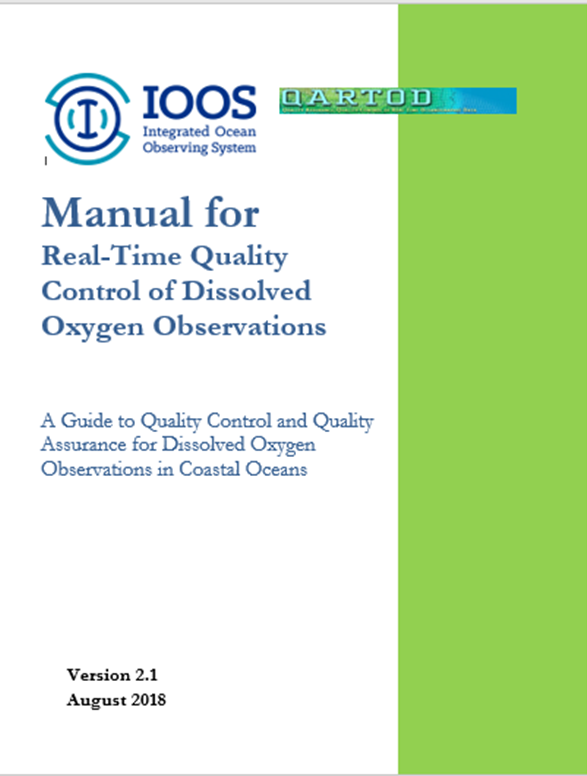 IOOS
Integrated Ocean
Observing System
QARTOD
Manual for
Real-Time Quality
Control of Dissolved
Oxygen Observations
A Guide to Quality Control and Quality
Assurance for Dissolved Oxygen
Observations in Coastal Oceans
Version 2.1
August 2018